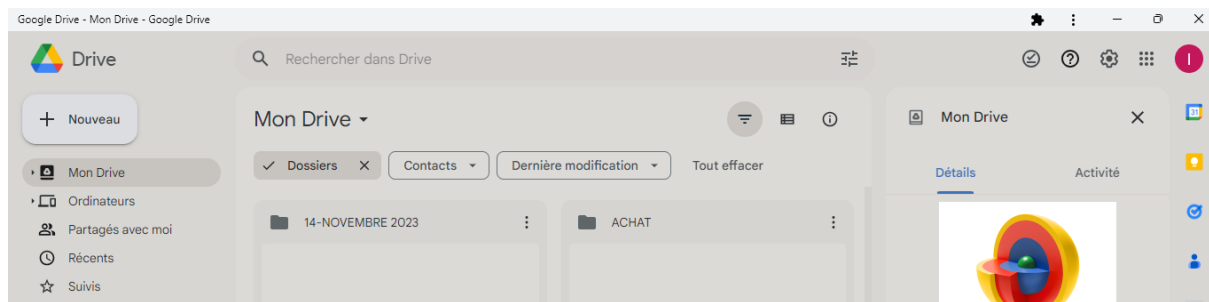 Google Drive - Mon Drive - Google Drive
Drive
Rechercher dans Drive
I
Nouveau
Mon Drive
Ordinateurs
Partagés avec moi
Récents
Suivis
Mon Drive
Dossiers
Contacts
Dernière modification
Tout effacer
14-NOVEMBRE 2023
ACHAT
Mon Drive
Détails
Activité
31